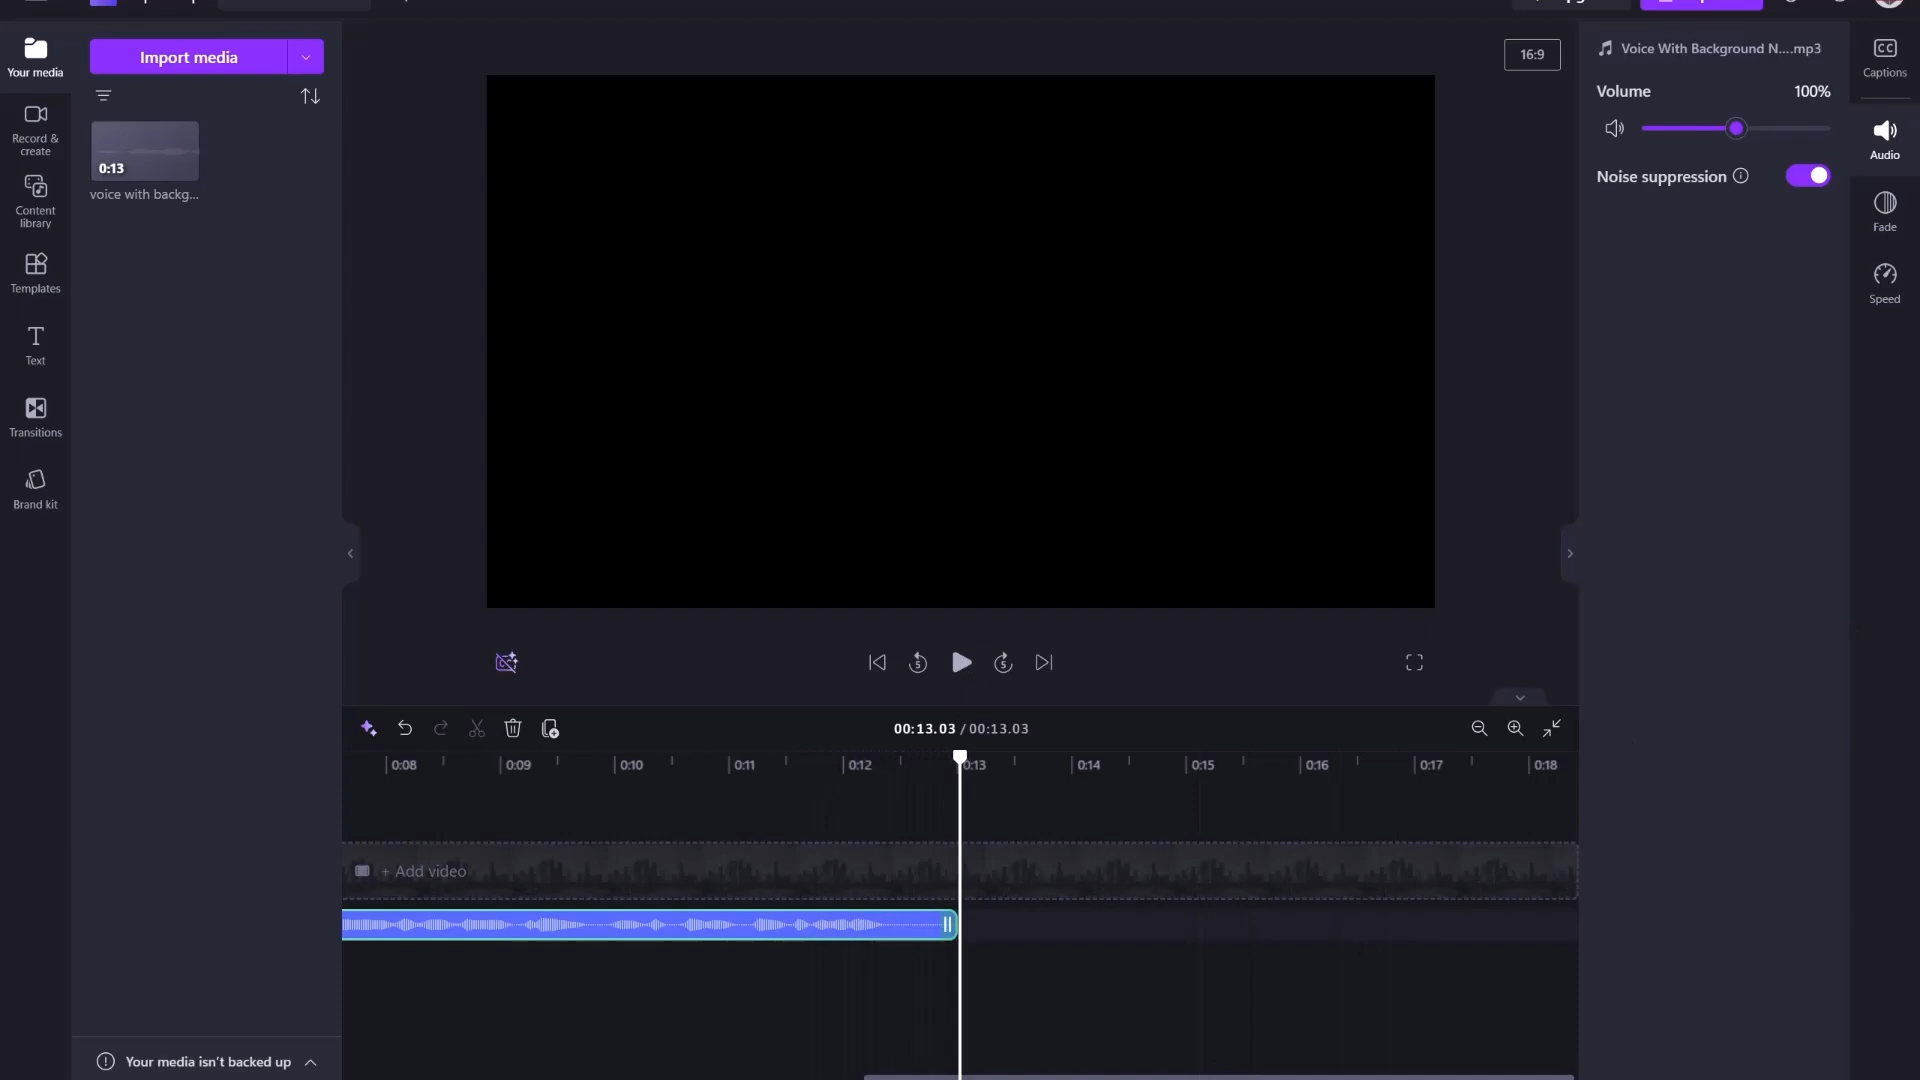 Your media
Record &
create
Content
library
Templates
Text
Transitions
Brand kit
Import media
0:13
voice with backg...
Your media isn't backed up
16:9
5
5
00:13.03 / 00:13.03
0:08
0:09
0:10
0:11
0:12
0:13
0:14
0:15
0:16
0:17
0:18
+ Add video
Voice With Background N....mp3
Volume
100%
Noise suppression
CC
Captions
Audio
Fade
Speed